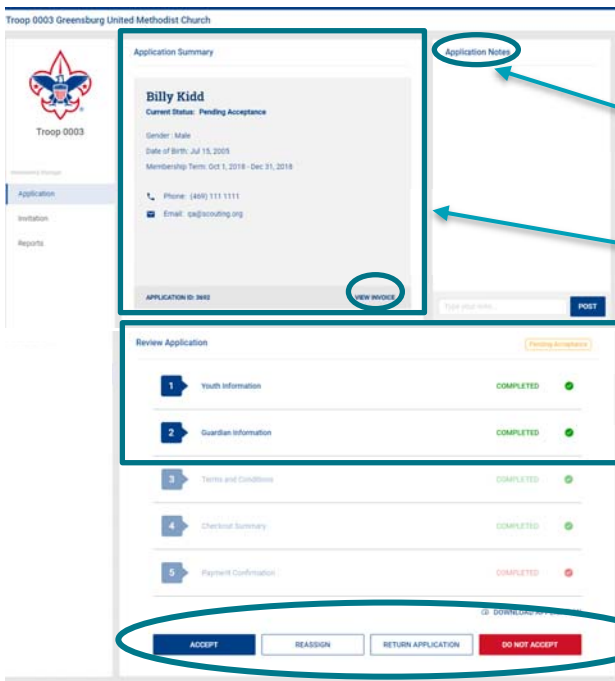 Troop 0003 Greensburg United Methodist Church
Troop 0003
Application
Invitation
Reports
Application Summary
Billy Kidd
Current Status: Pending Acceptance
Gender : Male
Date of Birth: Jul 15, 2005
Membership Term: Oct 1, 2018 - Dec 31, 2018
Phone: (469) 111 1111
Email: qa@scouting.org
APPLICATION ID: 3692
VIEW INVOICE
Application Notes
Type your note...
POST
Review Application
Pending Acceptance
1 Youth Information COMPLETED
2 Guardian Information COMPLETED
3 Terms and Conditions COMPLETED
4 Checkout Summary COMPLETED
5 Payment Confirmation COMPLETED
DOWNLOAD
ACCEPT
REASSIGN
RETURN APPLICATION
DO NOT ACCEPT